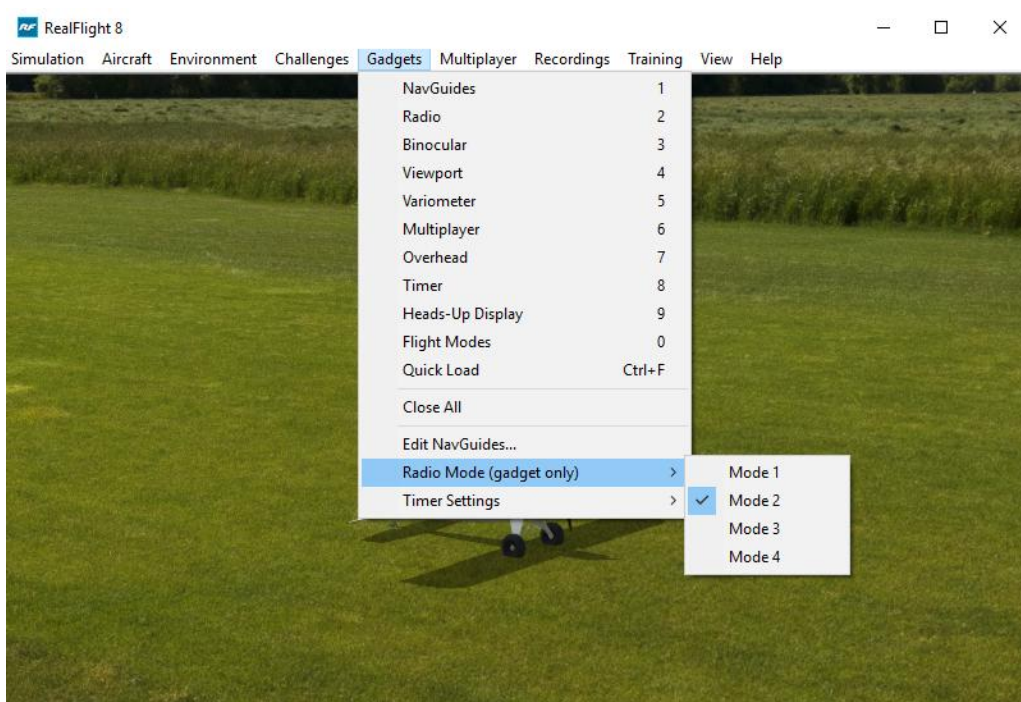 RF RealFlight 8
Simulation Aircraft Environment Challenges Gadgets Multiplayer Recordings Training View Help
NavGuides 1
Radio 2
Binocular 3
Viewport 4
Variometer 5
Multiplayer 6
Overhead 7
Timer 8
Heads-Up Display 9
Flight Modes 0
Quick Load Ctrl+F
Close All
Edit NavGuides...
Radio Mode (gadget only)
Timer Settings
Mode 1
Mode 2
Mode 3
Mode 4